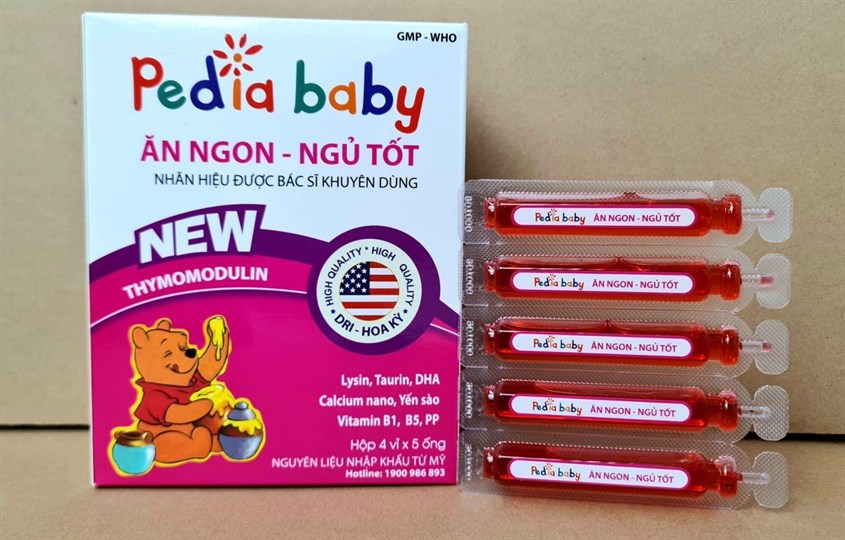 GMP - WHO
Pedia baby
ĂN NGON - NGỦ TỐT
NHÃN HIỆU ĐƯỢC BÁC SĨ KHUYÊN DÙNG
NEW
THYMOMODULIN
HIGH QUALITY * HIGH QUALITY * DRI - HOA KỲ *
Lysin, Taurin, DHA
Calcium nano, Yến sào
Vitamin B1, B5, PP
Hộp 4 vỉ x 5 ống
NGUYÊN LIỆU NHẬP KHẨU TỪ MỸ
Hotline: 1900 986 893
Pedia baby ĂN NGON - NGỦ TỐT
Pedia baby ĂN NGON - NGỦ TỐT
Pedia baby ĂN NGON - NGỦ TỐT
Pedia baby ĂN NGON - NGỦ TỐT
Pedia baby ĂN NGON - NGỦ TỐT